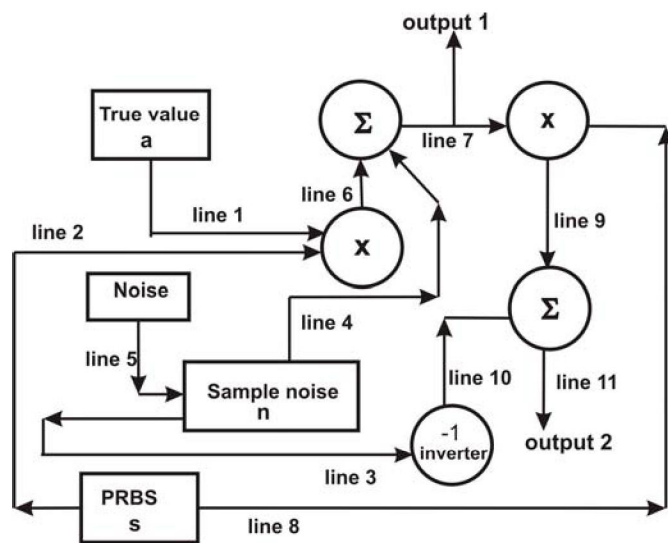 output 1
True value
a
Σ
line 7
x
line 6
line 1
line 2
x
line 9
Noise
line 4
Σ
line 5
line 10
line 11
Sample noise
n
-1
inverter
output 2
line 3
PRBS
s
line 8